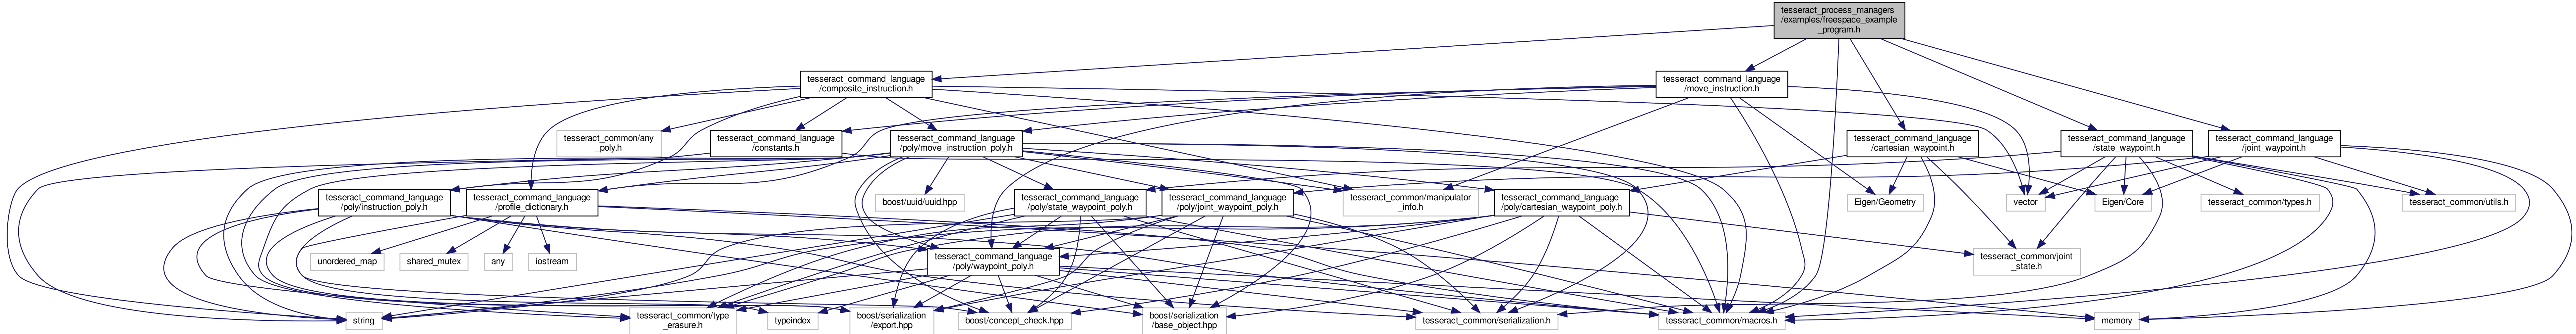 tesseract_process_managers
/examples/freespace_example
_program.h
tesseract_command_language
/composite_instruction.h
tesseract_command_language
/move_instruction.h
tesseract_common/any
_poly.h
tesseract_command_language
/constants.h
tesseract_command_language
/poly/move_instruction_poly.h
tesseract_command_language
/cartesian_waypoint.h
tesseract_command_language
/state_waypoint.h
tesseract_command_language
/joint_waypoint.h
tesseract_command_language
/poly/instruction_poly.h
tesseract_command_language
/profile_dictionary.h
boost/uuid/uuid.hpp
tesseract_command_language
/poly/state_waypoint_poly.h
tesseract_command_language
/poly/joint_waypoint_poly.h
tesseract_common/manipulator
_info.h
tesseract_command_language
/poly/cartesian_waypoint_poly.h
Eigen/Geometry
vector
Eigen/Core
tesseract_common/types.h
tesseract_common/utils.h
unordered_map
shared_mutex
any
iostream
tesseract_command_language
/poly/waypoint_poly.h
tesseract_common/joint
_state.h
string
tesseract_common/type
_erasure.h
typeindex
boost/serialization
/export.hpp
boost/concept_check.hpp
boost/serialization
/base_object.hpp
tesseract_common/serialization.h
tesseract_common/macros.h
memory